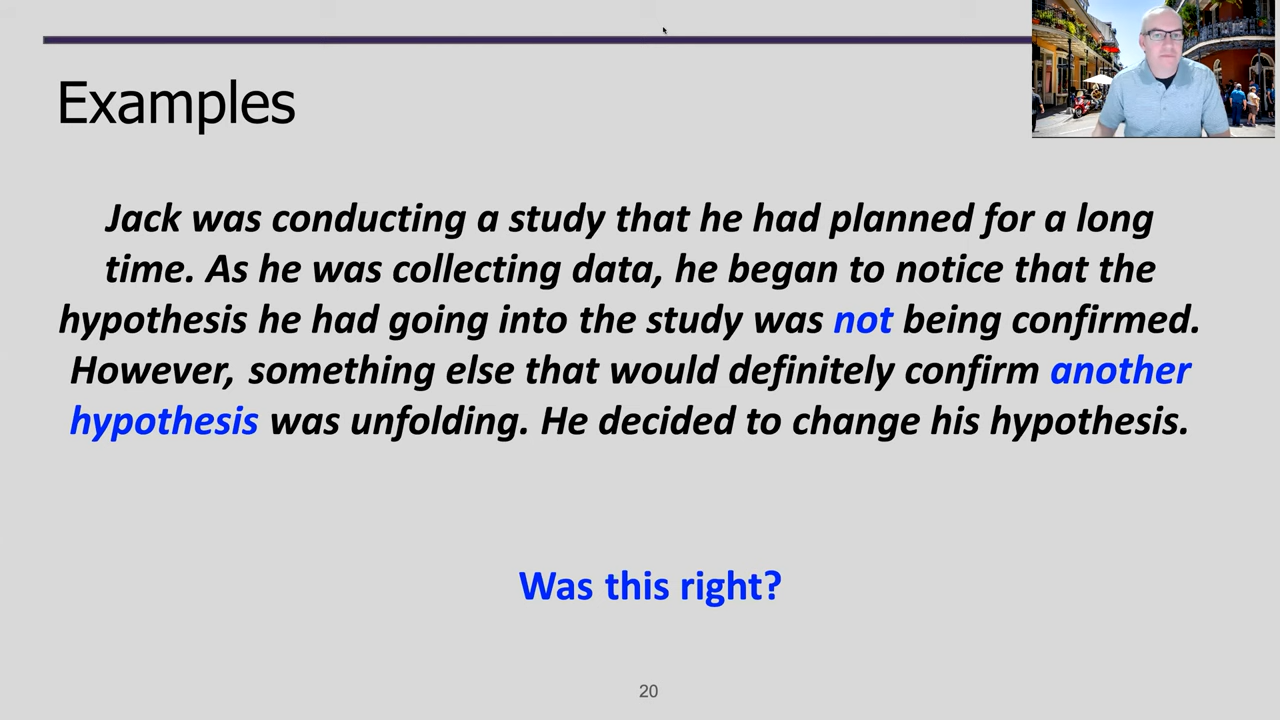 Examples
Jack was conducting a study that he had planned for a long
time. As he was collecting data, he began to notice that the
hypothesis he had going into the study was not being confirmed.
However, something else that would definitely confirm another
hypothesis was unfolding. He decided to change his hypothesis.
Was this right?
20